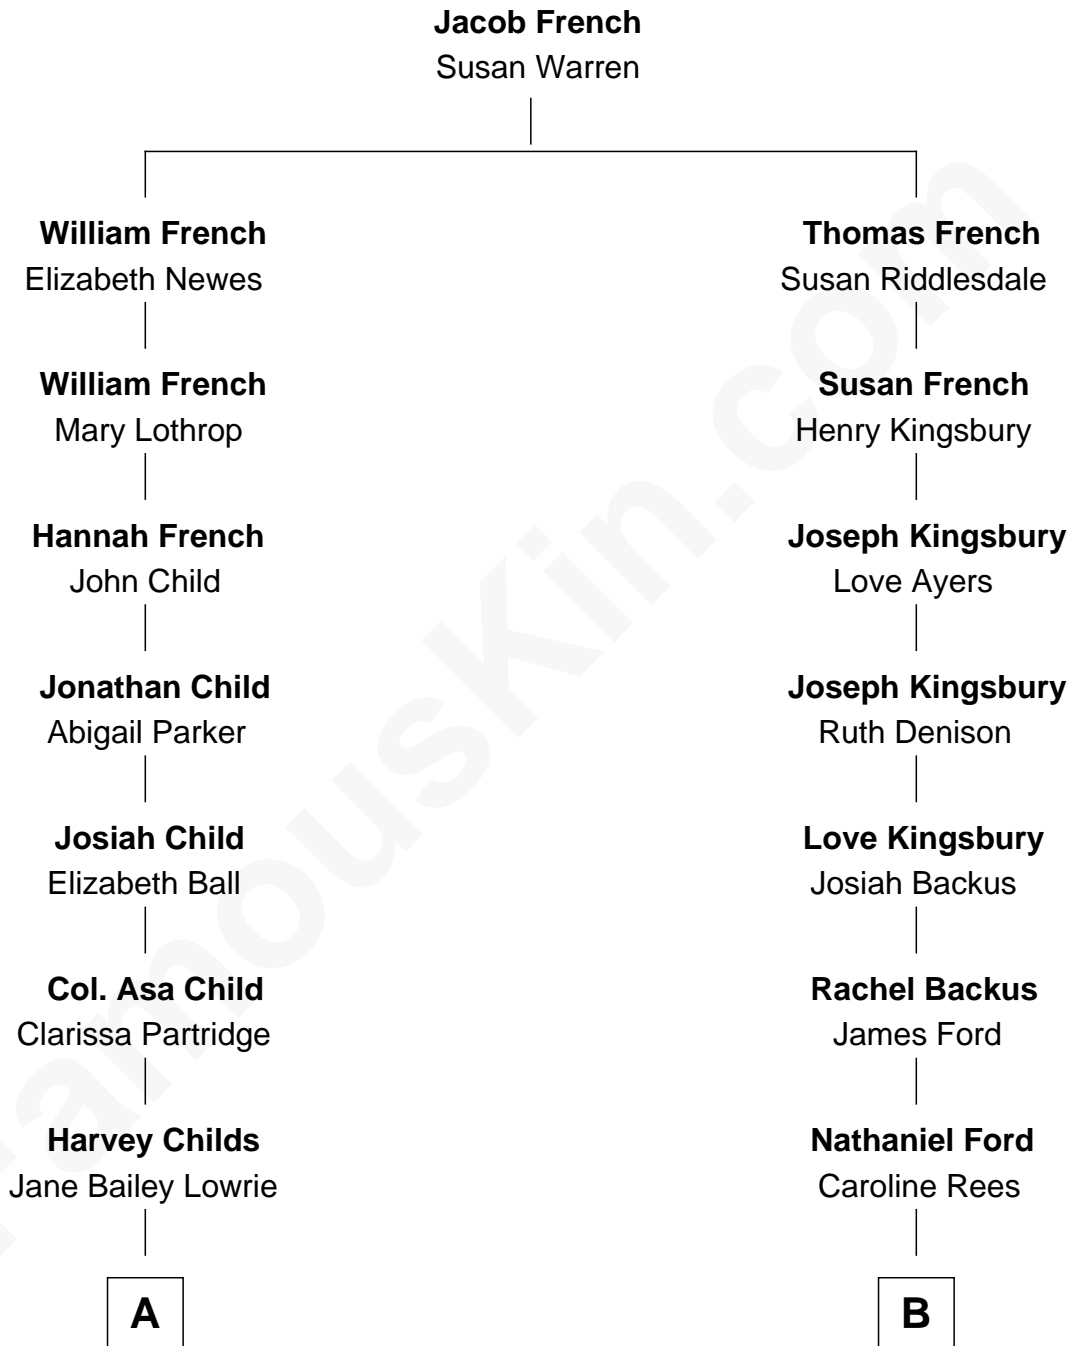 Jacob French
Susan Warren
William French
Elizabeth Newes
Thomas French
Susan Riddlesdale
William French
Mary Lothrop
Susan French
Henry Kingsbury
Hannah French
John Child
Joseph Kingsbury
Love Ayers
Jonathan Child
Abigail Parker
Joseph Kingsbury
Ruth Denison
Josiah Child
Elizabeth Ball
Love Kingsbury
Josiah Backus
Col. Asa Child
Clarissa Partridge
Rachel Backus
James Ford
Harvey Childs
Jane Bailey Lowrie
Nathaniel Ford
Caroline Rees
A
B
FamousKin.com